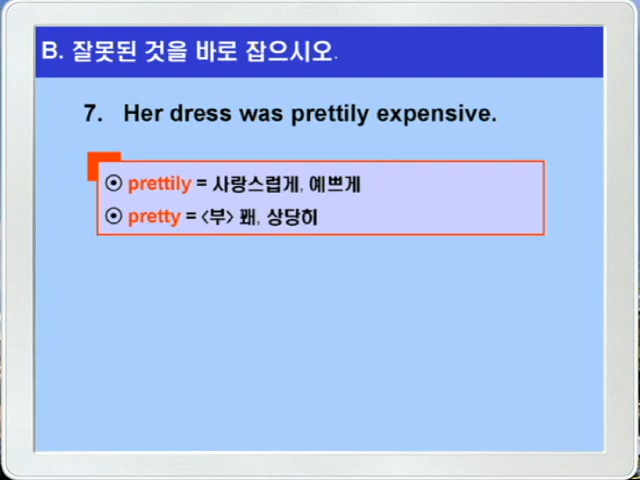 B. 잘못된 것을 바로 잡으시오.
7. Her dress was prettily expensive.
⊙ prettily = 사랑스럽게, 예쁘게
⊙ pretty = <부> 꽤, 상당히